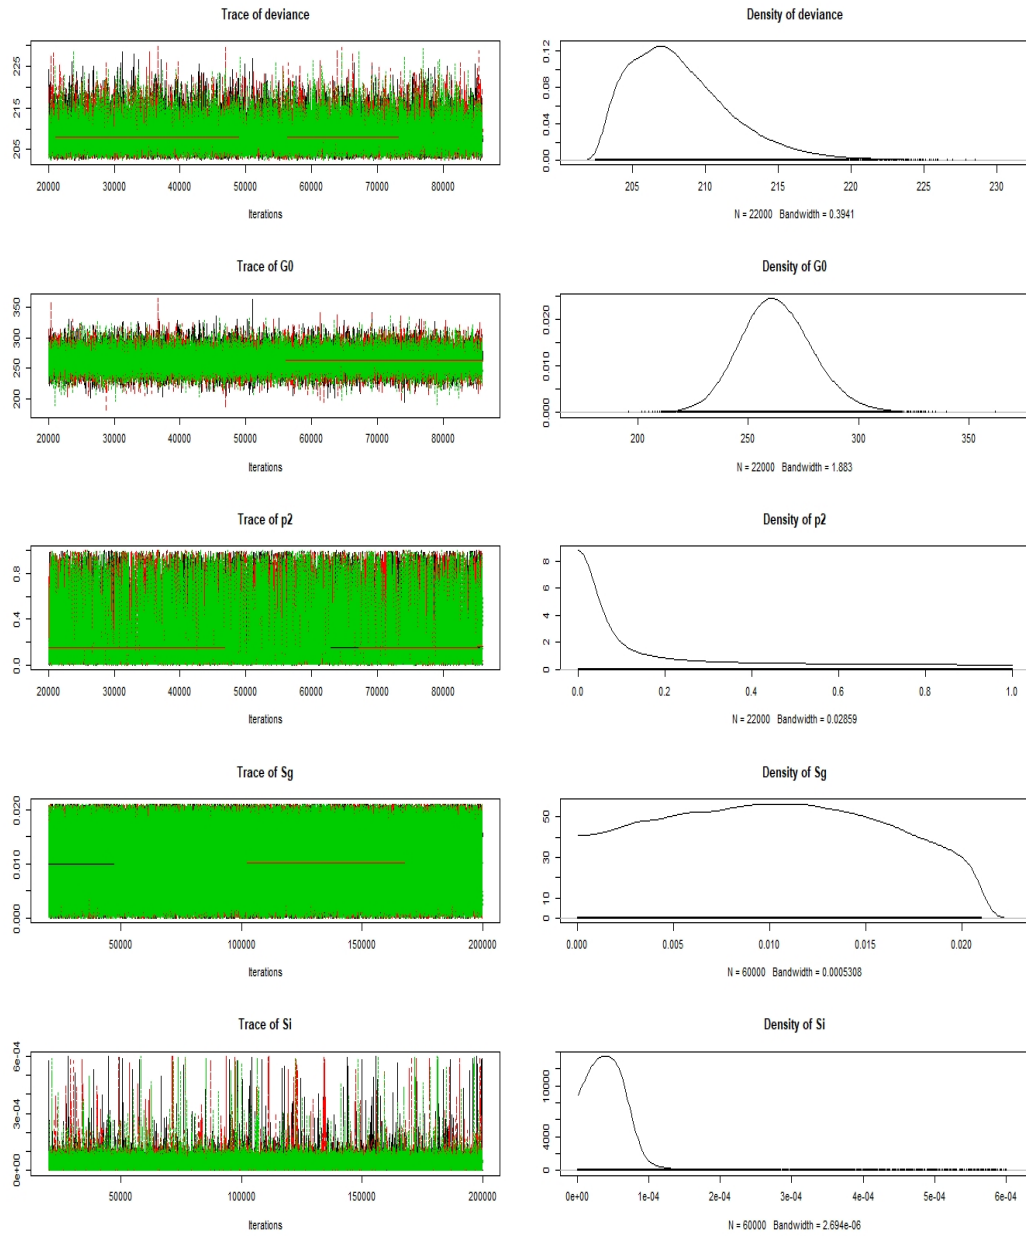 Trace of deviance
205 215 225
20000 30000 40000 50000 60000 70000 80000
Iterations
Density of deviance
0.00 0.04 0.08 0.12
205 210 215 220 225 230
N = 22000 Bandwidth = 0.3941
Trace of G0
200 250 300 350
20000 30000 40000 50000 60000 70000 80000
Iterations
Density of G0
0.000 0.010 0.020
200 250 300 350
N = 22000 Bandwidth = 1.883
Trace of p2
0.0 0.4 0.8
20000 30000 40000 50000 60000 70000 80000
Iterations
Density of p2
0 2 4 6 8
0.0 0.2 0.4 0.6 0.8 1.0
N = 22000 Bandwidth = 0.02859
Trace of Sg
0.000 0.010 0.020
50000 100000 150000 200000
Iterations
Density of Sg
0 10 30 50
0.000 0.005 0.010 0.015 0.020
N = 60000 Bandwidth = 0.0005308
Trace of Si
0e+00 3e-04 6e-04
50000 100000 150000 200000
Iterations
Density of Si
0 4000 10000
0e+00 1e-04 2e-04 3e-04 4e-04 5e-04 6e-04
N = 60000 Bandwidth = 2.694e-06